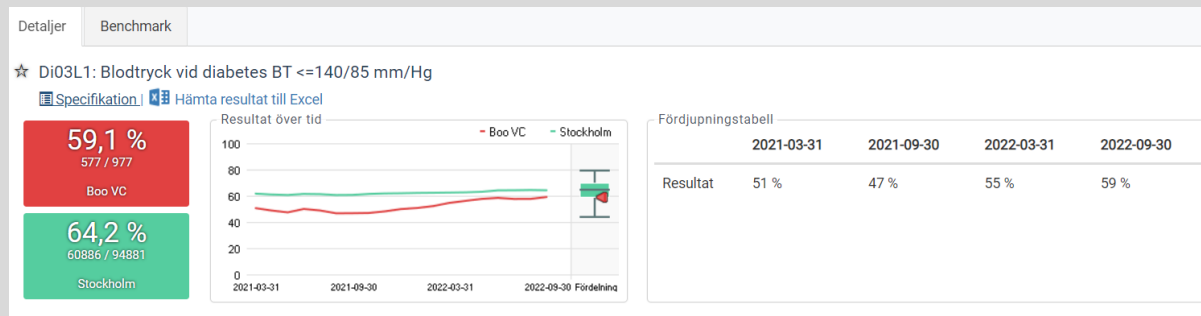 Detaljer Benchmark
Di03L1: Blodtryck vid diabetes BT <=140/85 mm/Hg
Specifikation | Hämta resultat till Excel
59,1 %
577 / 977
Boo VC
64,2 %
60886 / 94881
Stockholm
Resultat över tid
Boo VC Stockholm
100
80
60
40
20
0
2021-03-31 2021-09-30 2022-03-31 2022-09-30 Fördelning
Fördjupningstabell
2021-03-31 2021-09-30 2022-03-31 2022-09-30
Resultat 51 % 47 % 55 % 59 %